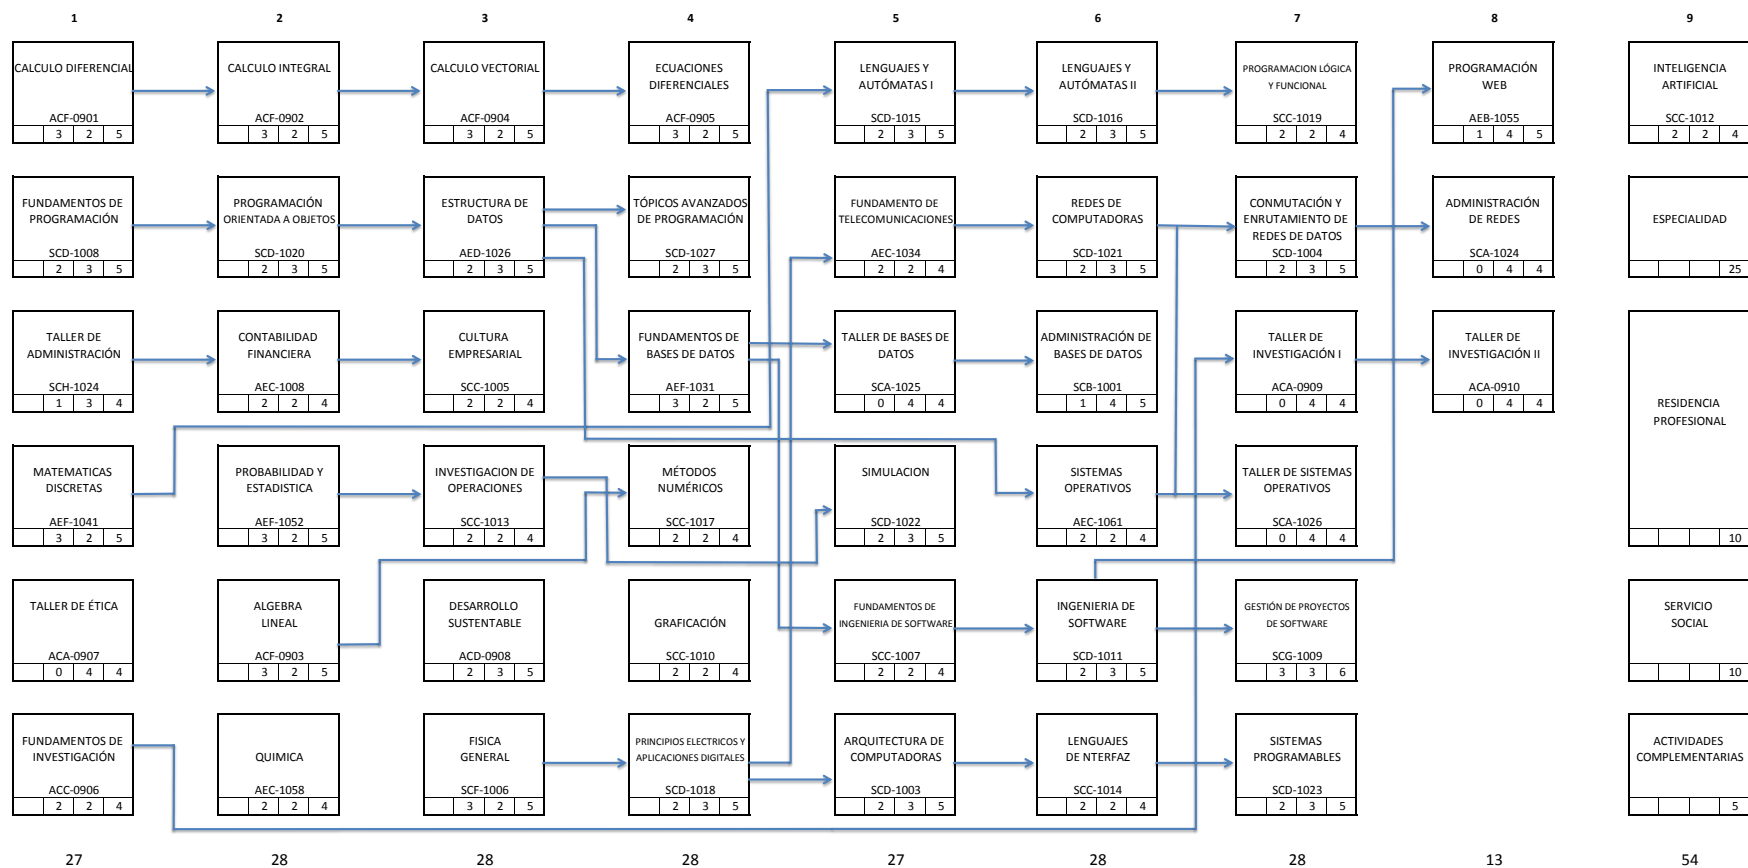 1 2 3 4 5 6 7 8 9
CALCULO DIFERENCIAL
ACF-0901
3 2 5
CALCULO INTEGRAL
ACF-0902
3 2 5
CALCULO VECTORIAL
ACF-0904
3 2 5
ECUACIONES
DIFERENCIALES
ACF-0905
3 2 5
LENGUAJES Y
AUTÓMATAS I
SCD-1015
2 3 5
LENGUAJES Y
AUTÓMATAS II
SCD-1016
2 3 5
PROGRAMACION LÓGICA
Y FUNCIONAL
SCC-1019
2 2 4
PROGRAMACIÓN
WEB
AEB-1055
1 4 5
INTELIGENCIA
ARTIFICIAL
SCC-1012
2 2 4
FUNDAMENTOS DE
PROGRAMACIÓN
SCD-1008
2 3 5
PROGRAMACIÓN
ORIENTADA A OBJETOS
SCD-1020
2 3 5
ESTRUCTURA DE
DATOS
AED-1026
2 3 5
TÓPICOS AVANZADOS
DE PROGRAMACIÓN
SCD-1027
2 3 5
FUNDAMENTO DE
TELECOMUNICACIONES
AEC-1034
2 2 4
REDES DE
COMPUTADORAS
SCD-1021
2 3 5
CONMUTACIÓN Y
ENRUTAMIENTO DE
REDES DE DATOS
SCD-1004
2 3 5
ADMINISTRACIÓN
DE REDES
SCA-1024
0 4 4
ESPECIALIDAD
25
TALLER DE
ADMINISTRACIÓN
SCH-1024
1 3 4
CONTABILIDAD
FINANCIERA
AEC-1008
2 2 4
CULTURA
EMPRESARIAL
SCC-1005
2 2 4
FUNDAMENTOS DE
BASES DE DATOS
AEF-1031
3 2 5
TALLER DE BASES DE
DATOS
SCA-1025
0 4 4
ADMINISTRACIÓN DE
BASES DE DATOS
SCB-1001
1 4 5
TALLER DE
INVESTIGACIÓN I
ACA-0909
0 4 4
TALLER DE
INVESTIGACIÓN II
ACA-0910
0 4 4
RESIDENCIA
PROFESIONAL
10
MATEMATICAS
DISCRETAS
AEF-1041
3 2 5
PROBABILIDAD Y
ESTADISTICA
AEF-1052
3 2 5
INVESTIGACION DE
OPERACIONES
SCC-1013
2 2 4
MÉTODOS
NUMÉRICOS
SCC-1017
2 2 4
SIMULACION
SCD-1022
2 3 5
SISTEMAS
OPERATIVOS
AEC-1061
2 2 4
TALLER DE SISTEMAS
OPERATIVOS
SCA-1026
0 4 4
TALLER DE ÉTICA
ACA-0907
0 4 4
ALGEBRA
LINEAL
ACF-0903
3 2 5
DESARROLLO
SUSTENTABLE
ACD-0908
2 3 5
GRAFICACIÓN
SCC-1010
2 2 4
FUNDAMENTOS DE
INGENIERIA DE SOFTWARE
SCC-1007
2 2 4
INGENIERIA DE
SOFTWARE
SCD-1011
2 3 5
GESTIÓN DE PROYECTOS
DE SOFTWARE
SCG-1009
3 3 6
SERVICIO
SOCIAL
10
FUNDAMENTOS DE
INVESTIGACIÓN
ACC-0906
2 2 4
QUIMICA
AEC-1058
2 2 4
FISICA
GENERAL
SCF-1006
3 2 5
PRINCIPIOS ELECTRICOS Y
APLICACIONES DIGITALES
SCD-1018
2 3 5
ARQUITECTURA DE
COMPUTADORAS
SCD-1003
2 3 5
LENGUAJES
DE NTERFAZ
SCC-1014
2 2 4
SISTEMAS
PROGRAMABLES
SCD-1023
2 3 5
ACTIVIDADES
COMPLEMENTARIAS
5
27 28 28 28 27 28 28 13 54